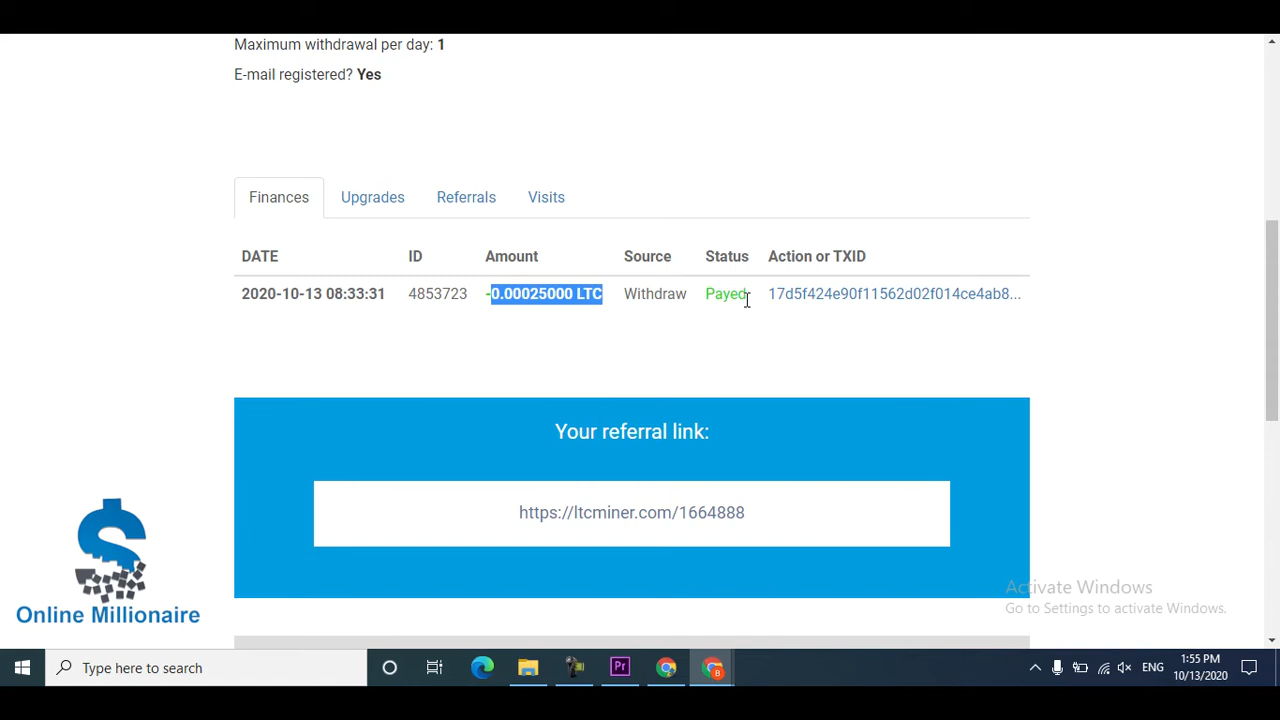 Maximum withdrawal per day: 1
E-mail registered? Yes
Finances Upgrades Referrals Visits
DATE ID Amount Source Status Action or TXID
2020-10-13 08:33:31 4853723 -0.00025000 LTC Withdraw Payed 17d5f424e90f11562d02f014ce4ab8...
Your referral link:
https://ltcminer.com/1664888
Online Millionaire
Activate Windows
Go to Settings to activate Windows.
Type here to search
Pr
B
ENG
1:55 PM
10/13/2020